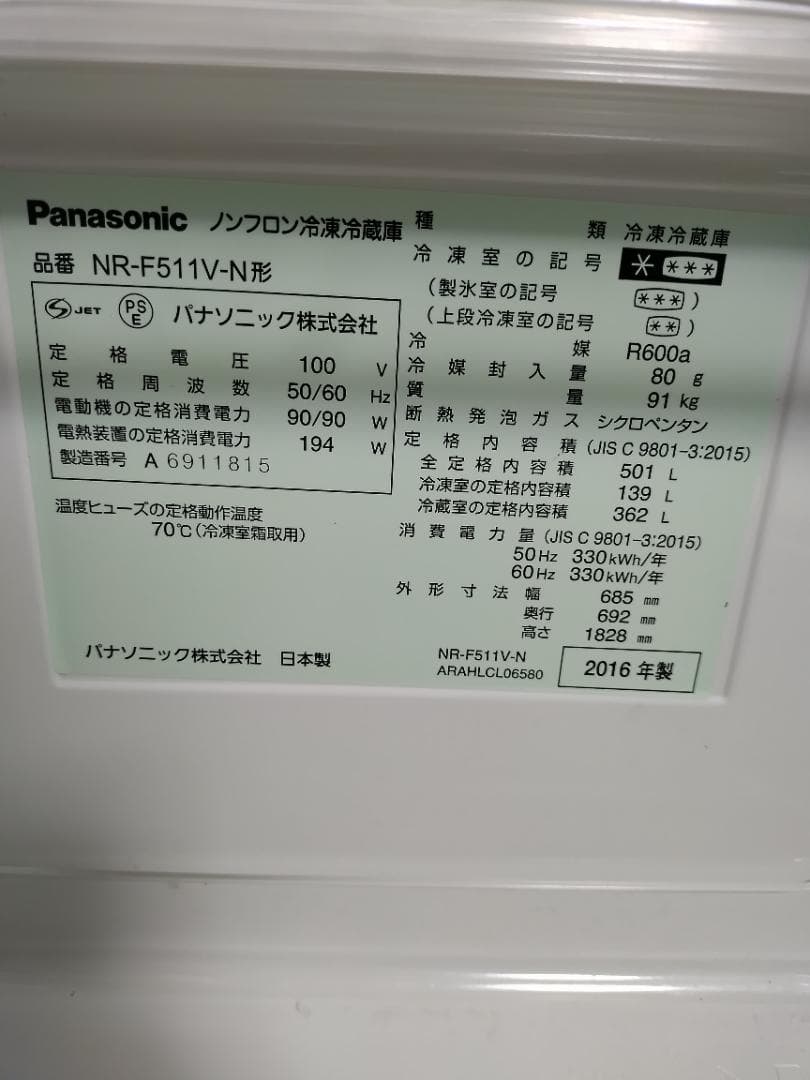 Panasonic ノンフロン冷凍冷蔵庫
品番 NR-F511V-N形
JET PSE パナソニック株式会社
定格電圧 100 V
定格周波数 50/60 Hz
電動機の定格消費電力 90/90 W
電熱装置の定格消費電力 194 W
製造番号 A 6911815
温度ヒューズの定格動作温度
70℃(冷凍室霜取用)
パナソニック株式会社 日本製
種類 冷凍冷蔵庫
冷凍室の記号 * ***
(製氷室の記号 ***)
(上段冷凍室の記号 **)
冷媒 R600a
冷媒封入量 80 g
質量 91 kg
断熱発泡ガス シクロペンタン
定格内容積 (JIS C 9801-3:2015)
全定格内容積 501 L
冷凍室の定格内容積 139 L
冷蔵室の定格内容積 362 L
消費電力量 (JIS C 9801-3:2015)
50Hz 330kWh/年
60Hz 330kWh/年
外形寸法 幅 685 mm
奥行 692 mm
高さ 1828 mm
NR-F511V-N
ARAHLCL06580
2016年製